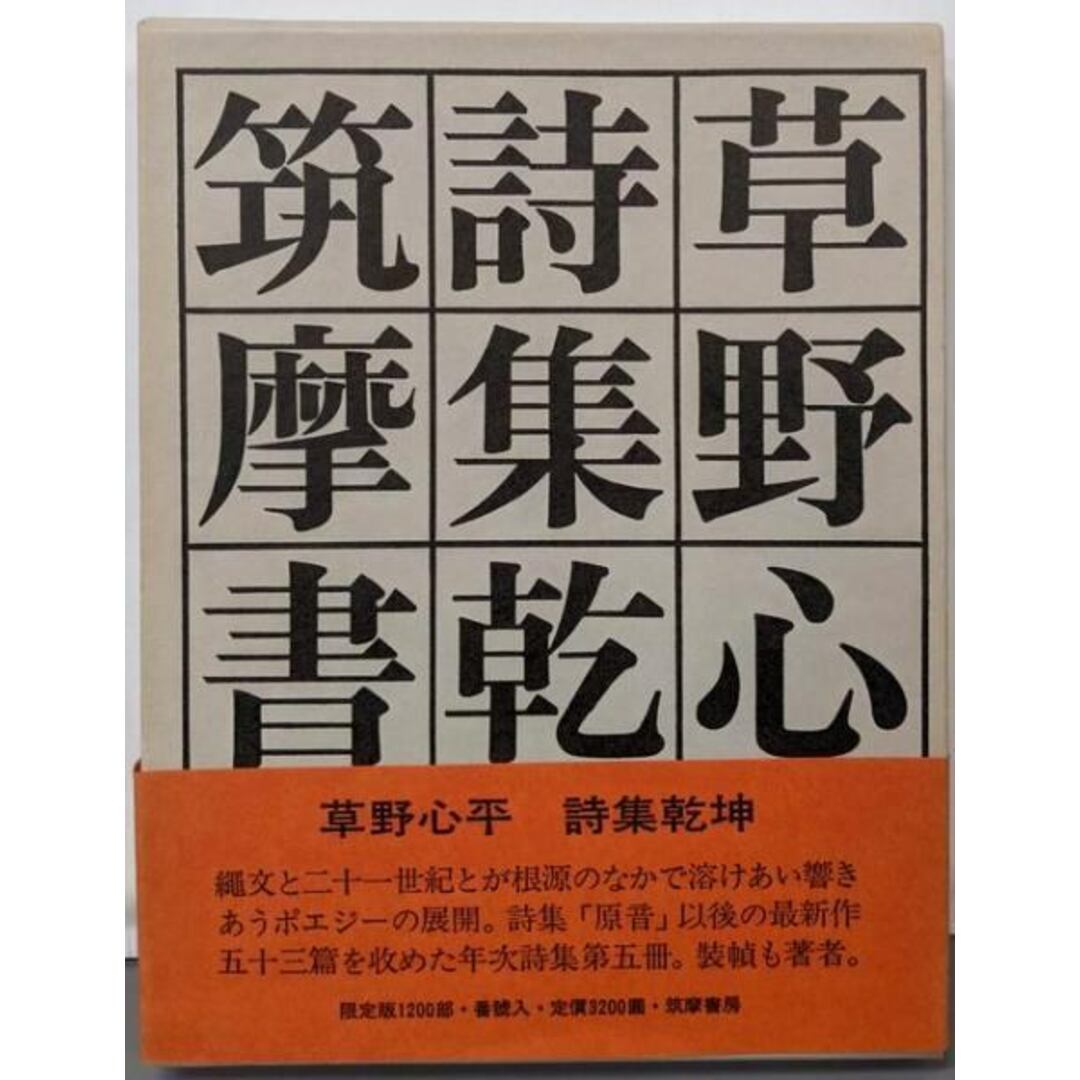 草野心
詩集乾
筑摩書
草野心平　詩集乾坤
繩文と二十一世紀とが根源のなかで溶けあい響き
あうポエジーの展開。詩集「原音」以後の最新作
五十三篇を收めた年次詩集第五冊。裝幀も著者。
限定版1200部・番號入・定價3200圓・筑摩書房